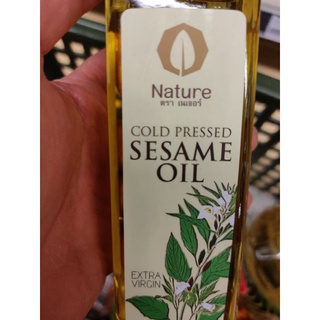 Nature
ตรา เนเจอร์
COLD PRESSED
SESAME
OIL
EXTRA
VIRGIN